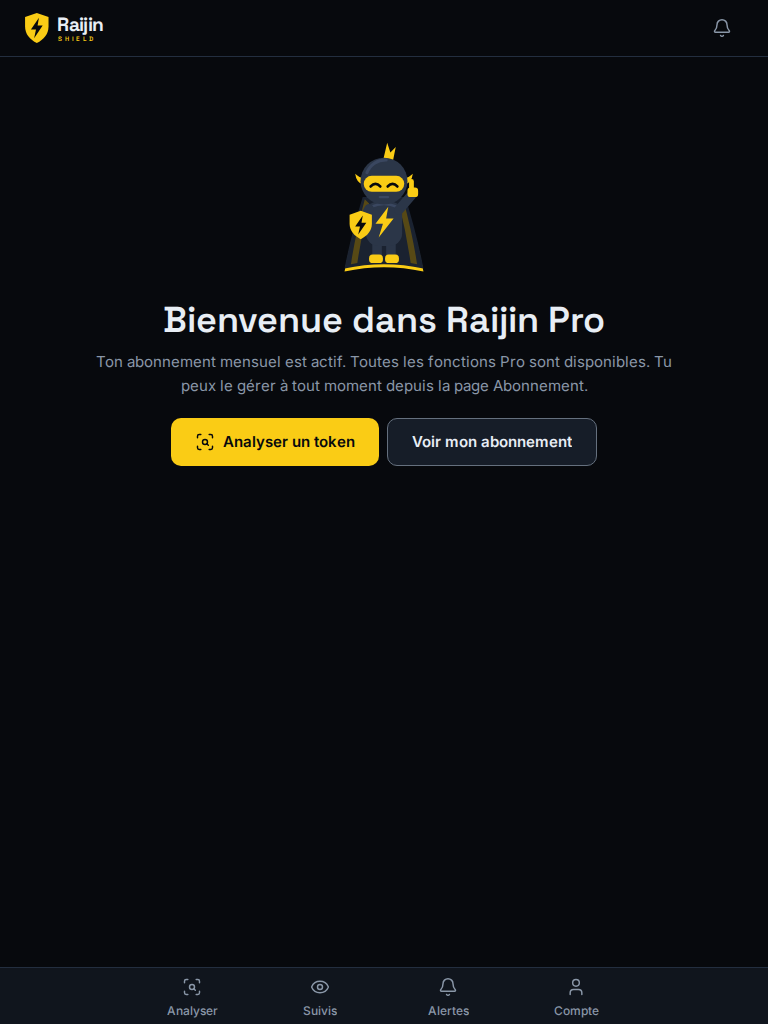 Raijin
SHIELD
Bienvenue dans Raijin Pro
Ton abonnement mensuel est actif. Toutes les fonctions Pro sont disponibles. Tu
peux le gérer à tout moment depuis la page Abonnement.
Analyser un token
Voir mon abonnement
Analyser
Suivis
Alertes
Compte